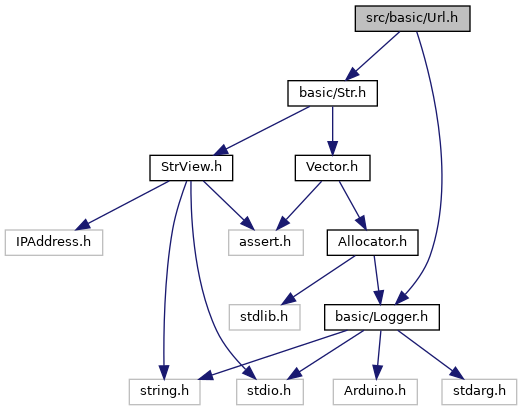 src/basic/Url.h
basic/Str.h
StrView.h
Vector.h
IPAddress.h
assert.h
Allocator.h
stdlib.h
basic/Logger.h
string.h
stdio.h
Arduino.h
stdarg.h